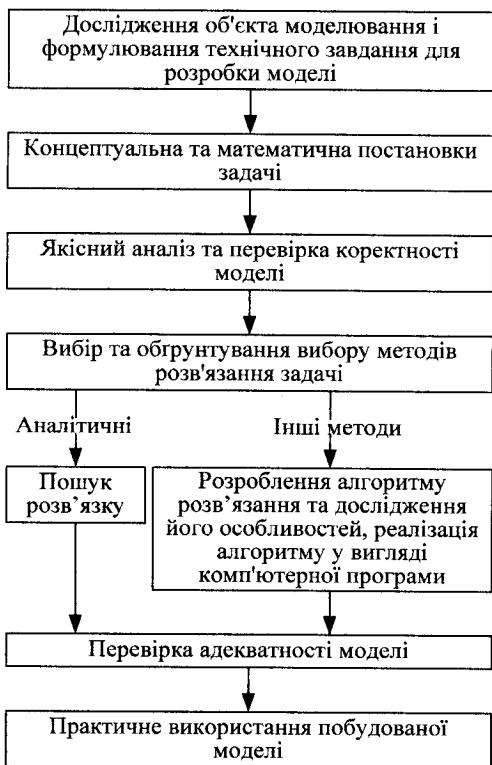 Дослідження об'єкта моделювання і
формулювання технічного завдання для
розробки моделі
Концептуальна та математична постановки
задачі
Якісний аналіз та перевірка коректності
моделі
Вибір та обґрунтування вибору методів
розв'язання задачі
Аналітичні
Інші методи
Пошук
розв’язку
Розроблення алгоритму
розв’язання та дослідження
його особливостей, реалізація
алгоритму у вигляді
комп'ютерної програми
Перевірка адекватності моделі
Практичне використання побудованої
моделі